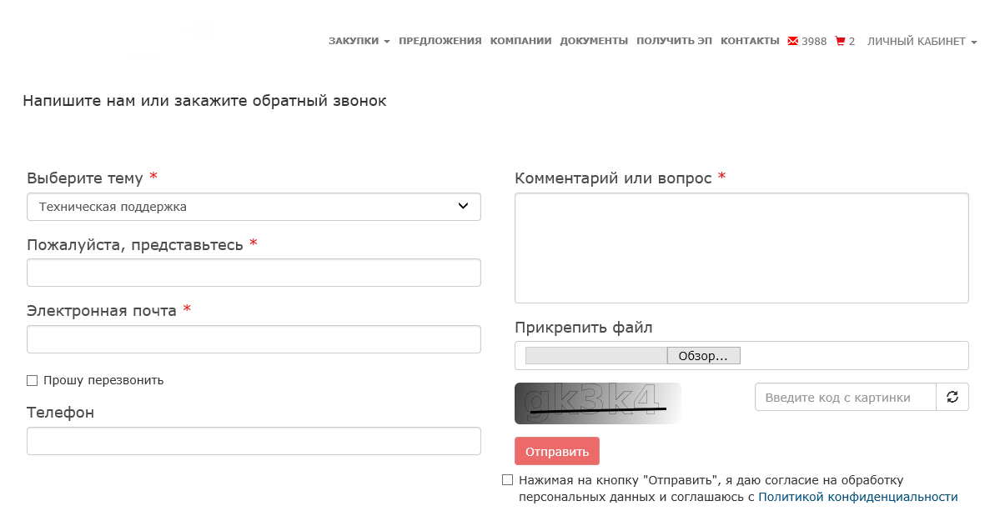 ЗАКУПКИ ПРЕДЛОЖЕНИЯ КОМПАНИИ ДОКУМЕНТЫ ПОЛУЧИТЬ ЭП КОНТАКТЫ 3988 2 ЛИЧНЫЙ КАБИНЕТ
Напишите нам или закажите обратный звонок
Выберите тему *
Техническая поддержка
Пожалуйста, представьтесь *
Электронная почта *
Прошу перезвонить
Телефон
Комментарий или вопрос *
Прикрепить файл
Обзор...
gk3k4
Введите код с картинки
Отправить
Нажимая на кнопку "Отправить", я даю согласие на обработку
персональных данных и соглашаюсь с Политикой конфиденциальности